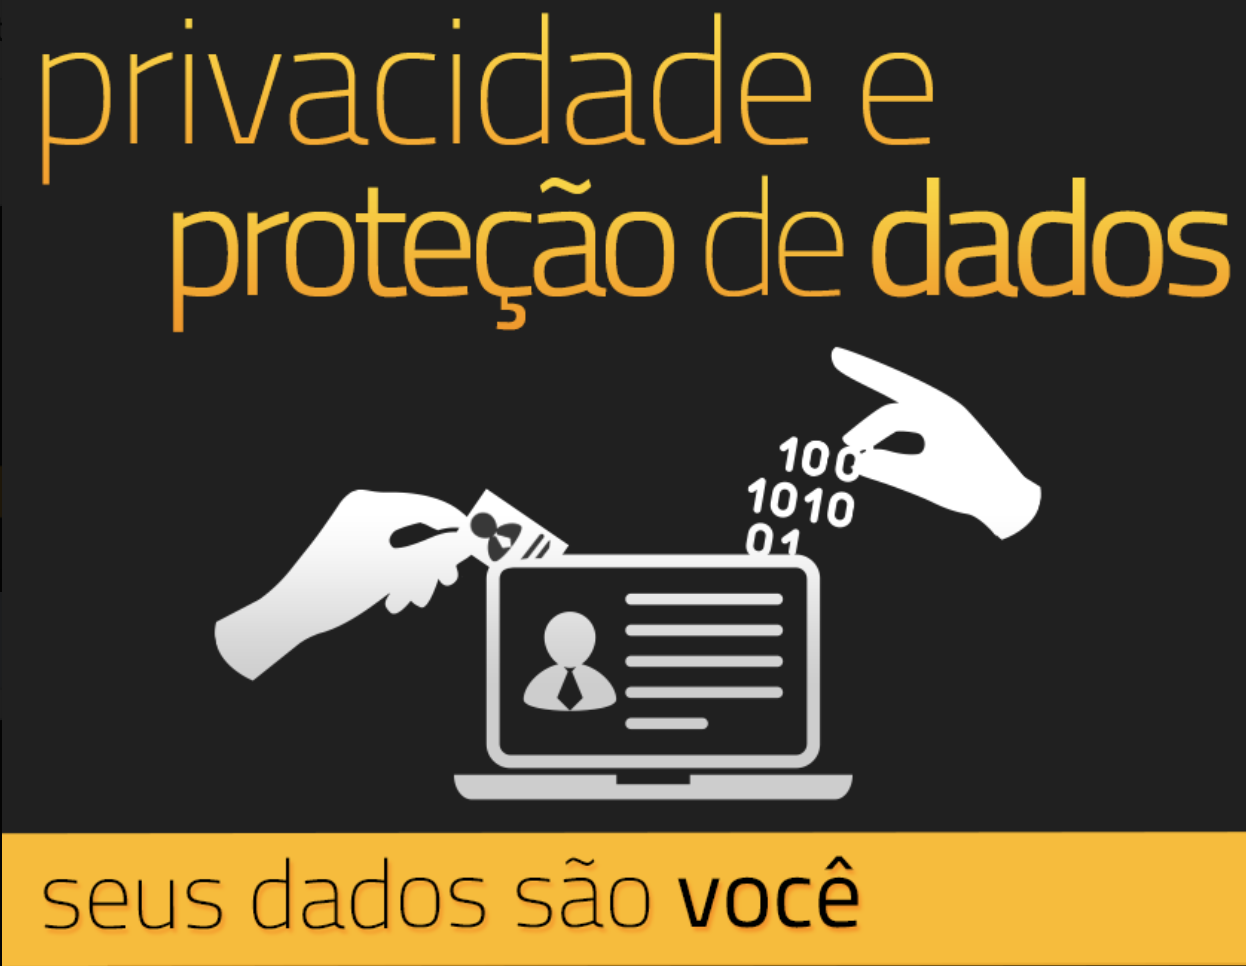 privacidade e
proteção de dados
100
1010
01
seus dados são você